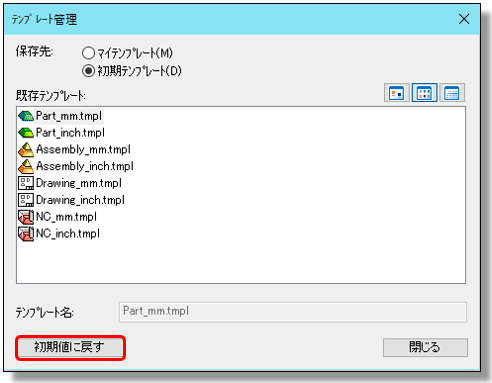 テンプレート管理
保存先:
マイテンプレート(M)
初期テンプレート(D)
既存テンプレート:
Part_mm.tmpl
Part_inch.tmpl
Assembly_mm.tmpl
Assembly_inch.tmpl
Drawing_mm.tmpl
Drawing_inch.tmpl
NC_mm.tmpl
NC_inch.tmpl
テンプレート名: Part_mm.tmpl
初期値に戻す 閉じる